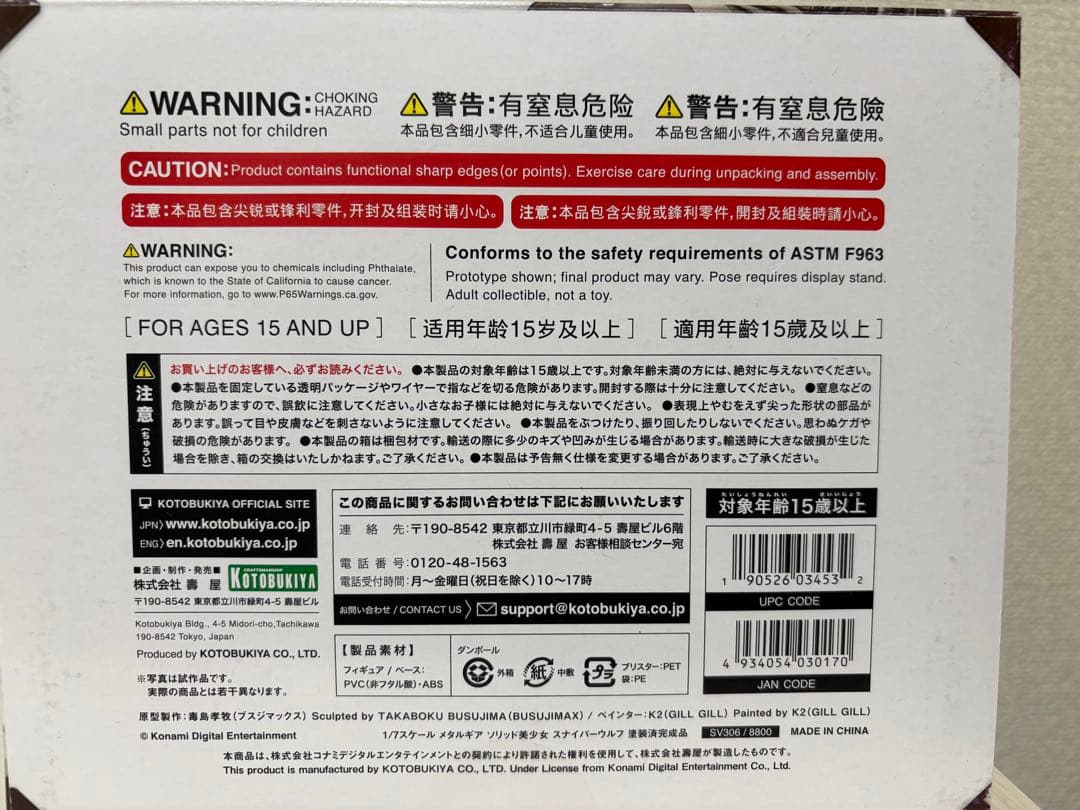 ⚠WARNING: CHOKING HAZARD
Small parts not for children
⚠警告:有窒息危险
本品包含细小零件,不适合儿童使用。
⚠警告:有窒息危險
本品包含細小零件,不適合兒童使用。
CAUTION:Product contains functional sharp edges(or points). Exercise care during unpacking and assembly.
注意:本品包含尖锐或锋利零件,开封及组装时请小心。
注意:本品包含尖銳或鋒利零件,開封及組裝時請小心。
⚠WARNING:
This product can expose you to chemicals including Phthalate,
which is known to the State of California to cause cancer.
For more information, go to www.P65Warnings.ca.gov.
Conforms to the safety requirements of ASTM F963
Prototype shown; final product may vary. Pose requires display stand.
Adult collectible, not a toy.
[FOR AGES 15 AND UP]
[适用年龄15岁及以上]
[適用年齡15歲及以上]
⚠注意(ちゅうい)
お買い上げのお客様へ、必ずお読みください。 ●本製品の対象年齢は15歳以上です。対象年齢未満の方には、絶対に与えないでください。
●本製品を固定している透明パッケージやワイヤーで指などを切る危険があります。開封する際は十分に注意してください。 ●窒息などの
危険がありますので、誤飲に注意してください。小さなお子様には絶対に与えないでください。 ●表現上やむをえず尖った形状の部品が
あります。誤って目や皮膚などを刺さないように注意してください。 ●本製品をぶつけたり、振り回したりしないでください。思わぬケガや
破損の危険があります。 ●本製品の箱は梱包材です。輸送の際に多少のキズや凹みが生じる場合があります。輸送時に大きな破損が生じた
場合を除き、箱の交換はいたしかねます。ご了承ください。 ●本製品は予告無く仕様を変更する場合があります。ご了承ください。
KOTOBUKIYA OFFICIAL SITE
JPN〉www.kotobukiya.co.jp
ENG〉en.kotobukiya.co.jp
■企画・制作・発売■
株式会社 壽 屋
CRAFTSMANSHIP
KOTOBUKIYA
〒190-8542 東京都立川市緑町4-5 壽屋ビル
Kotobukiya Bldg., 4-5 Midori-cho,Tachikawa
190-8542 Tokyo, Japan
Produced by KOTOBUKIYA CO., LTD.
※写真は試作品です。
実際の商品とは若干異なります。
この商品に関するお問い合わせは下記にお願いいたします
連 絡 先:〒190-8542 東京都立川市緑町4-5 壽屋ビル6階
株式会社 壽 屋 お客様相談センター宛
電 話 番 号:0120-48-1563
電話受付時間:月〜金曜日(祝日を除く)10〜17時
お問い合わせ / CONTACT US 〉 support@kotobukiya.co.jp
【製品素材】
フィギュア / ベース:
PVC(非フタル酸)・ABS
ダンボール
外箱
紙
中敷
プラ
ブリスター:PET
袋:PE
たいしょうねんれい さいいじょう
対象年齢15歳以上
1 90526 03453 2
UPC CODE
4 934054 030170
JAN CODE
原型製作:毒島孝牧(ブスジマックス) Sculpted by TAKABOKU BUSUJIMA(BUSUJIMAX) / ペインター:K2(GILL GILL) Painted by K2(GILL GILL)
© Konami Digital Entertainment
1/7スケール メタルギア ソリッド美少女 スナイパーウルフ 塗装済完成品
SV306 / 8800
MADE IN CHINA
本商品は、株式会社コナミデジタルエンタテインメントとの契約により許諾された権利を使用して、株式会社壽屋が製造したものです。
This product is manufactured by KOTOBUKIYA CO., LTD. Under License from Konami Digital Entertainment Co., Ltd.